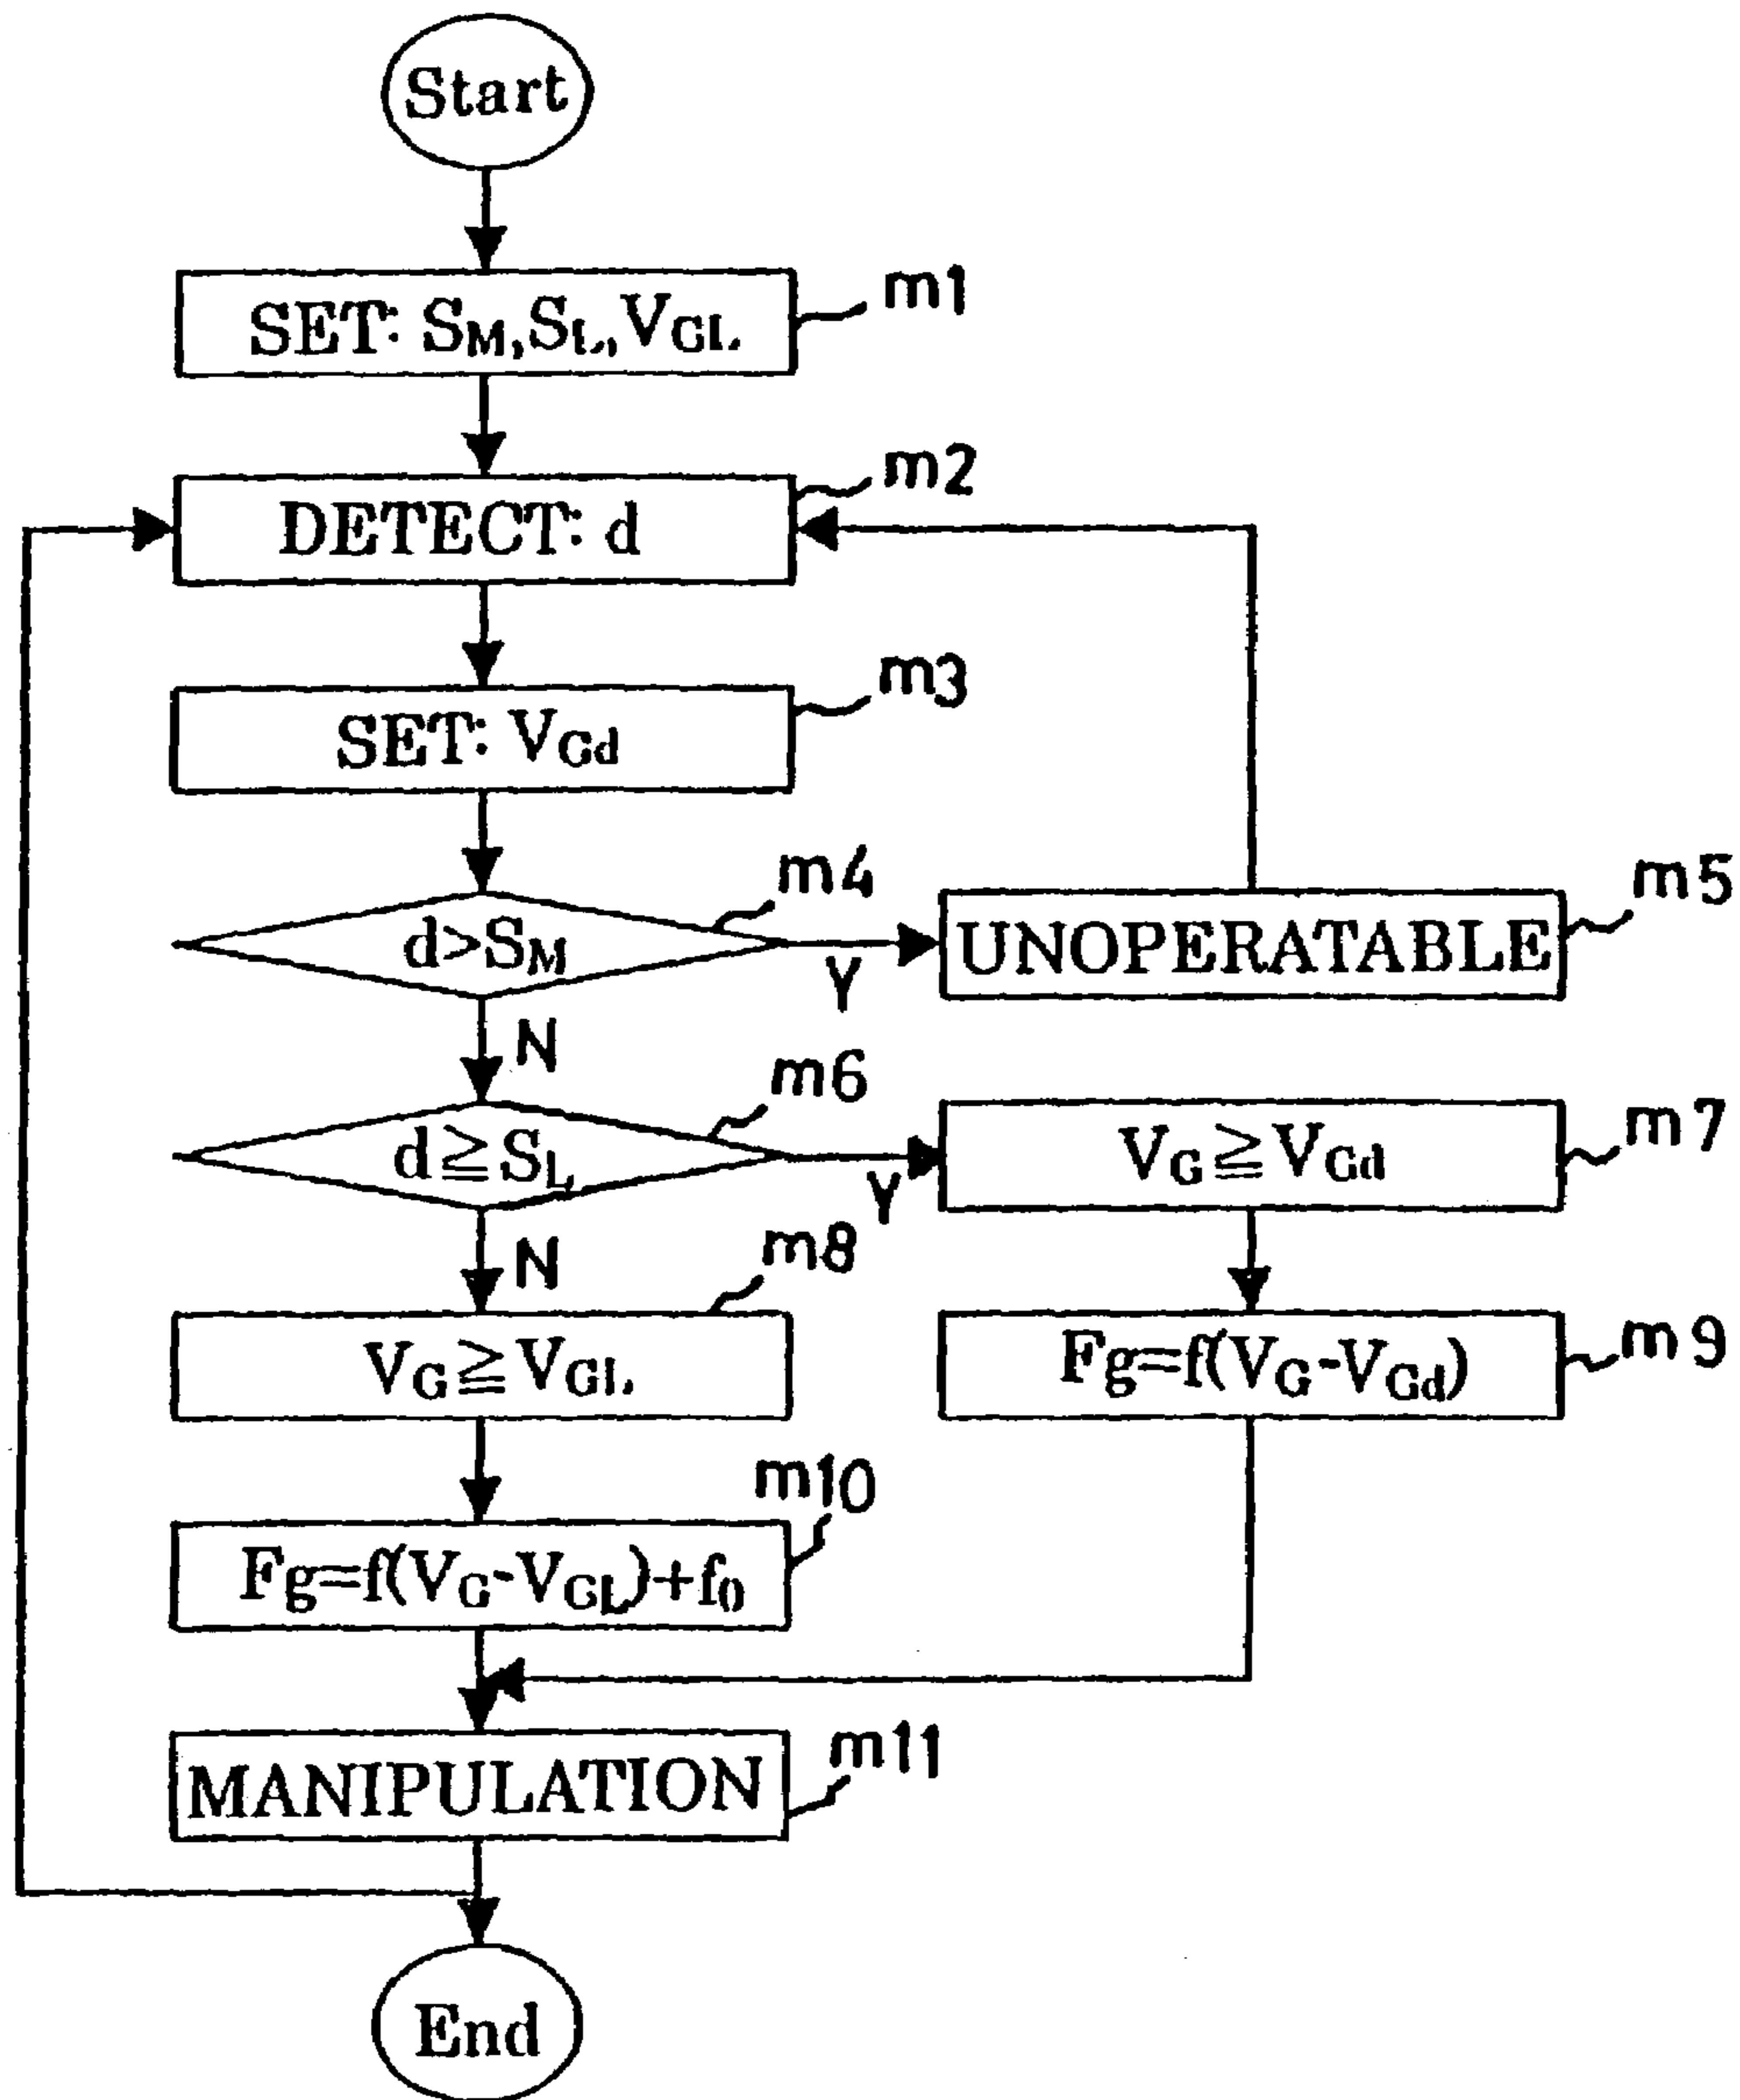 Start
SET: SM,SL,VGL
m1
DETECT: d
m2
SET: VGd
m3
d>SM
m4
Y
UNOPERATABLE
m5
N
d≧SL
m6
Y
VG≧VGd
m7
N
VG≧VGL
m8
Fg=f(VG-VGd)
m9
Fg=f(VG-VGL)+f0
m10
MANIPULATION
m11
End